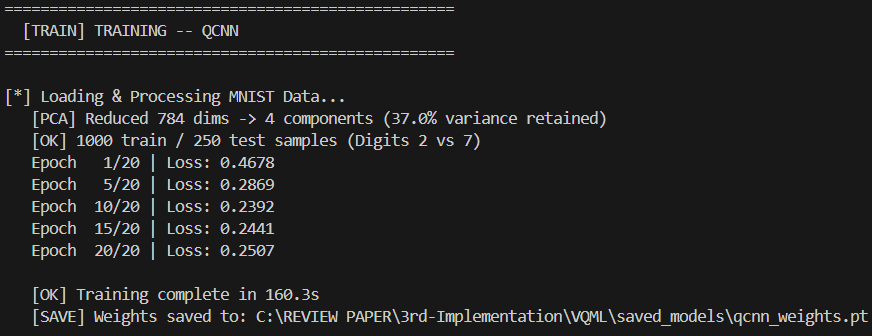 ==================================================
[TRAIN] TRAINING -- QCNN
==================================================
[*] Loading & Processing MNIST Data...
[PCA] Reduced 784 dims -> 4 components (37.0% variance retained)
[OK] 1000 train / 250 test samples (Digits 2 vs 7)
Epoch   1/20 | Loss: 0.4678
Epoch   5/20 | Loss: 0.2869
Epoch  10/20 | Loss: 0.2392
Epoch  15/20 | Loss: 0.2441
Epoch  20/20 | Loss: 0.2507
[OK] Training complete in 160.3s
[SAVE] Weights saved to: C:\REVIEW PAPER\3rd-Implementation\VQML\saved_models\qcnn_weights.pt